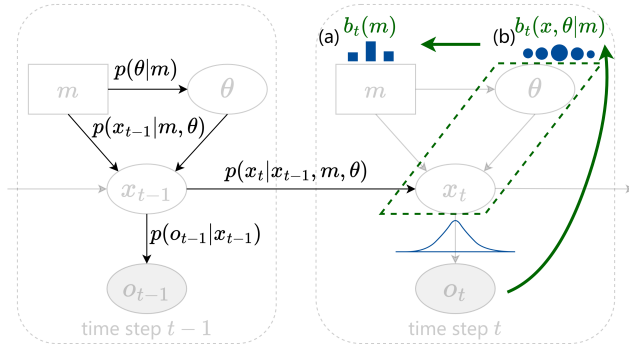 (a) b_t(m)
(b) b_t(x, θ|m)
m
p(θ|m)
θ
m
θ
p(x_{t−1}|m, θ)
x_{t−1}
p(x_t|x_{t−1}, m, θ)
x_t
p(o_{t−1}|x_{t−1})
o_{t−1}
o_t
time step t − 1
time step t